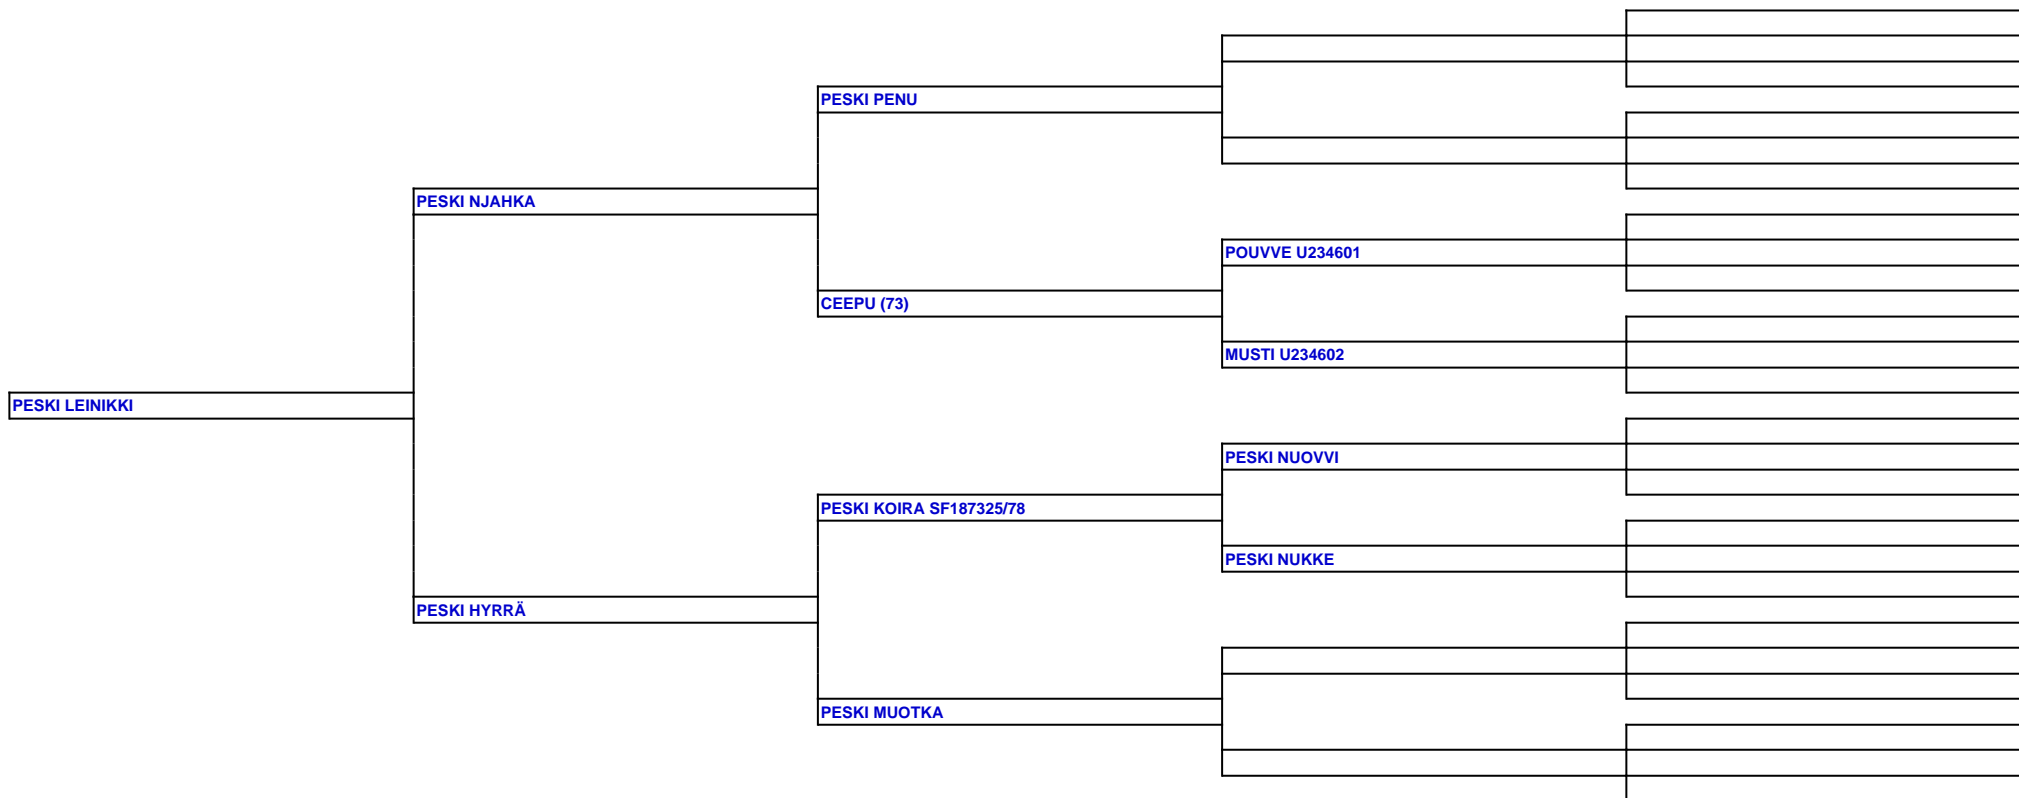 PESKI PENU
PESKI NJAHKA
POUVVE U234601
CEEPU (73)
MUSTI U234602
PESKI LEINIKKI
PESKI NUOVVI
PESKI KOIRA SF187325/78
PESKI NUKKE
PESKI HYRRÄ
PESKI MUOTKA